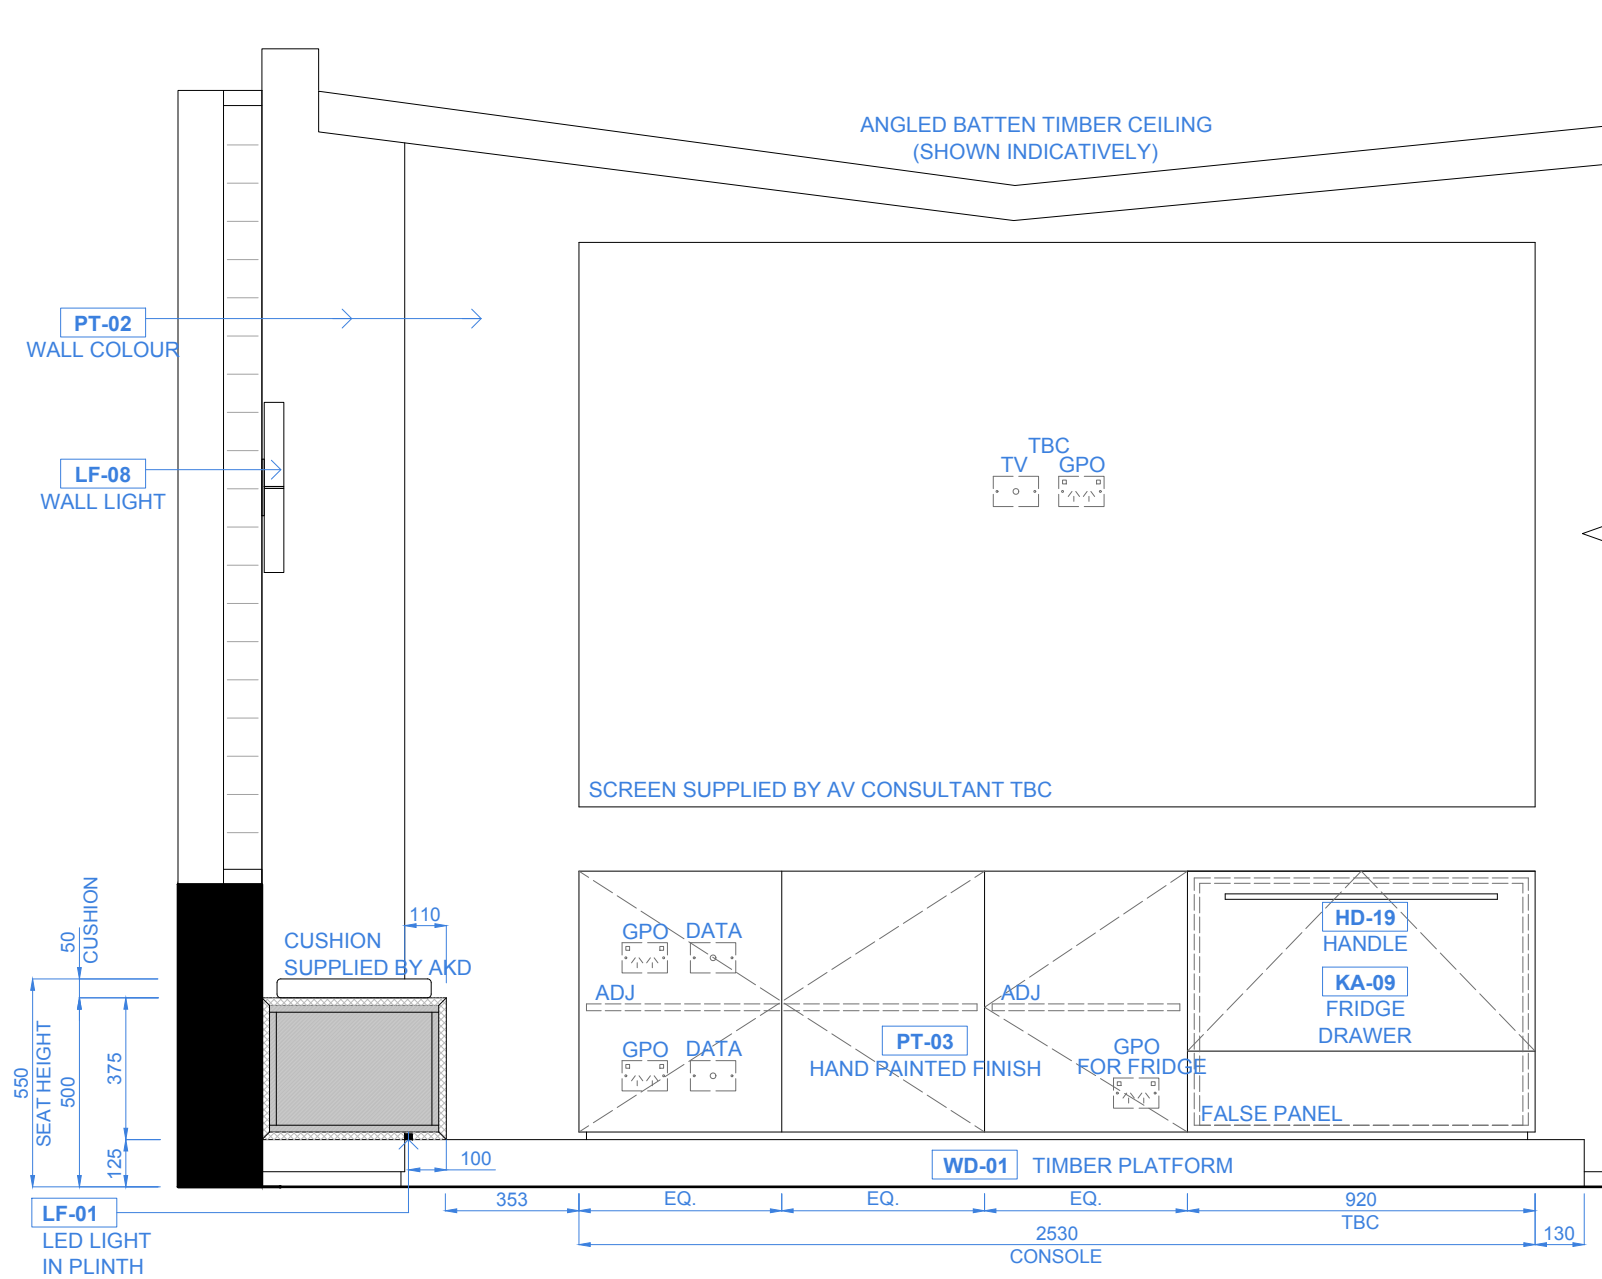 ANGLED BATTEN TIMBER CEILING
(SHOWN INDICATIVELY)
PT-02
WALL COLOUR
LF-08
WALL LIGHT
TBC
TV GPO
SCREEN SUPPLIED BY AV CONSULTANT TBC
50
CUSHION
110
CUSHION
SUPPLIED BY AKD
GPO DATA
HD-19
HANDLE
ADJ
ADJ
KA-09
FRIDGE
DRAWER
PT-03
HAND PAINTED FINISH
GPO DATA
GPO
FOR FRIDGE
FALSE PANEL
550
SEAT HEIGHT
500
375
125
100
WD-01 TIMBER PLATFORM
LF-01
LED LIGHT
IN PLINTH
353 EQ. EQ. EQ. 920
TBC
2530
CONSOLE
130